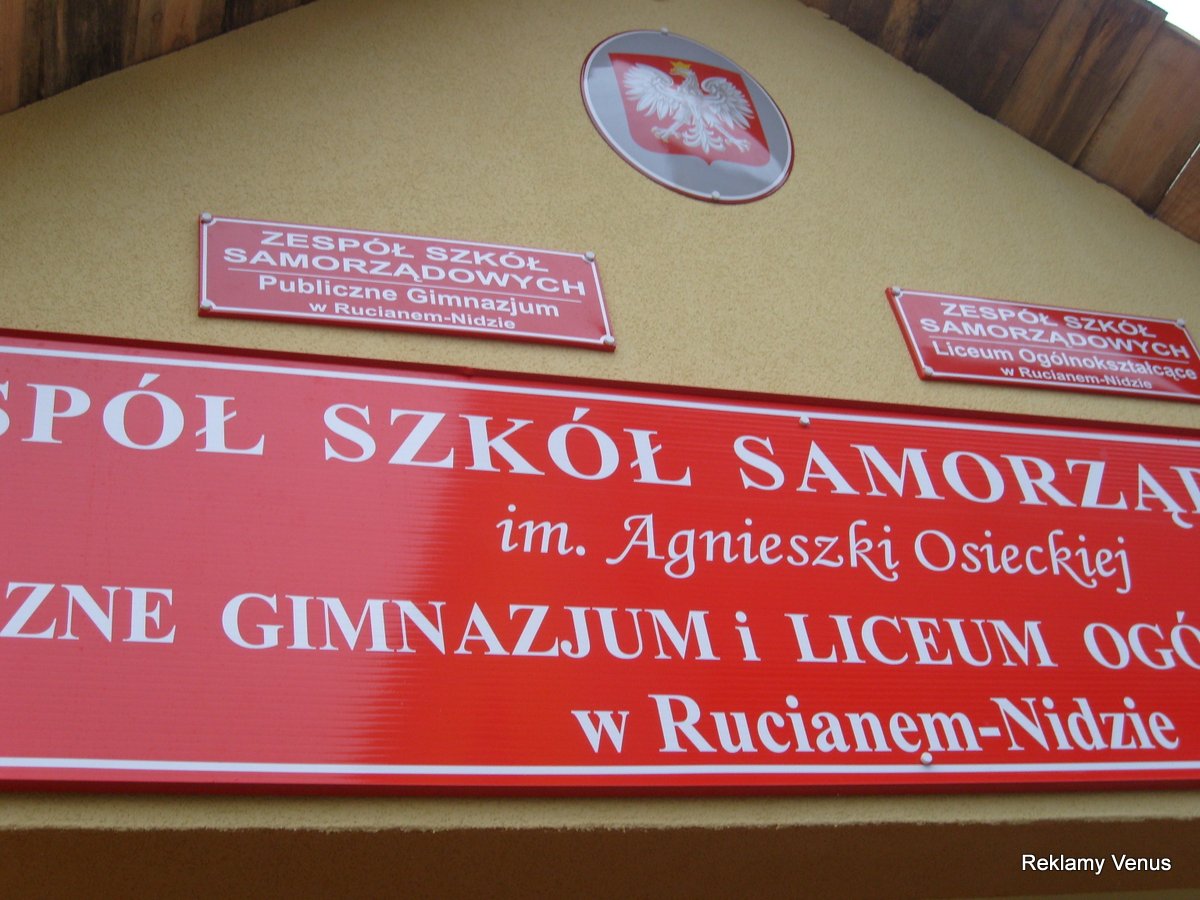 ZESPÓŁ SZKÓŁ
SAMORZĄDOWYCH
Publiczne Gimnazjum
w Rucianem-Nidzie
ZESPÓŁ SZKÓŁ
SAMORZĄDOWYCH
Liceum Ogólnokształcące
w Rucianem-Nidzie
SPÓŁ SZKÓŁ SAMORZĄD
im. Agnieszki Osieckiej
ZNE GIMNAZJUM i LICEUM OGÓ
w Rucianem-Nidzie
Reklamy Venus